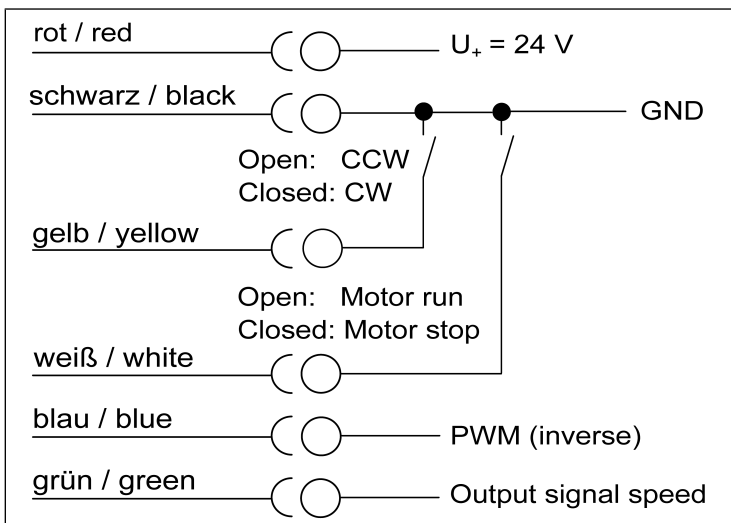 rot / red
U+ = 24 V
schwarz / black
GND
Open: CCW
Closed: CW
gelb / yellow
Open: Motor run
Closed: Motor stop
weiß / white
blau / blue
PWM (inverse)
grün / green
Output signal speed